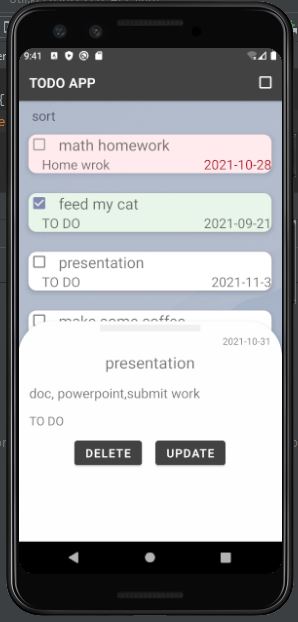 9:41
TODO APP
sort
math homework
Home wrok 2021-10-28
feed my cat
TO DO 2021-09-21
presentation
TO DO 2021-11-3
make some coffee
2021-10-31
presentation
doc, powerpoint,submit work
TO DO
DELETE UPDATE